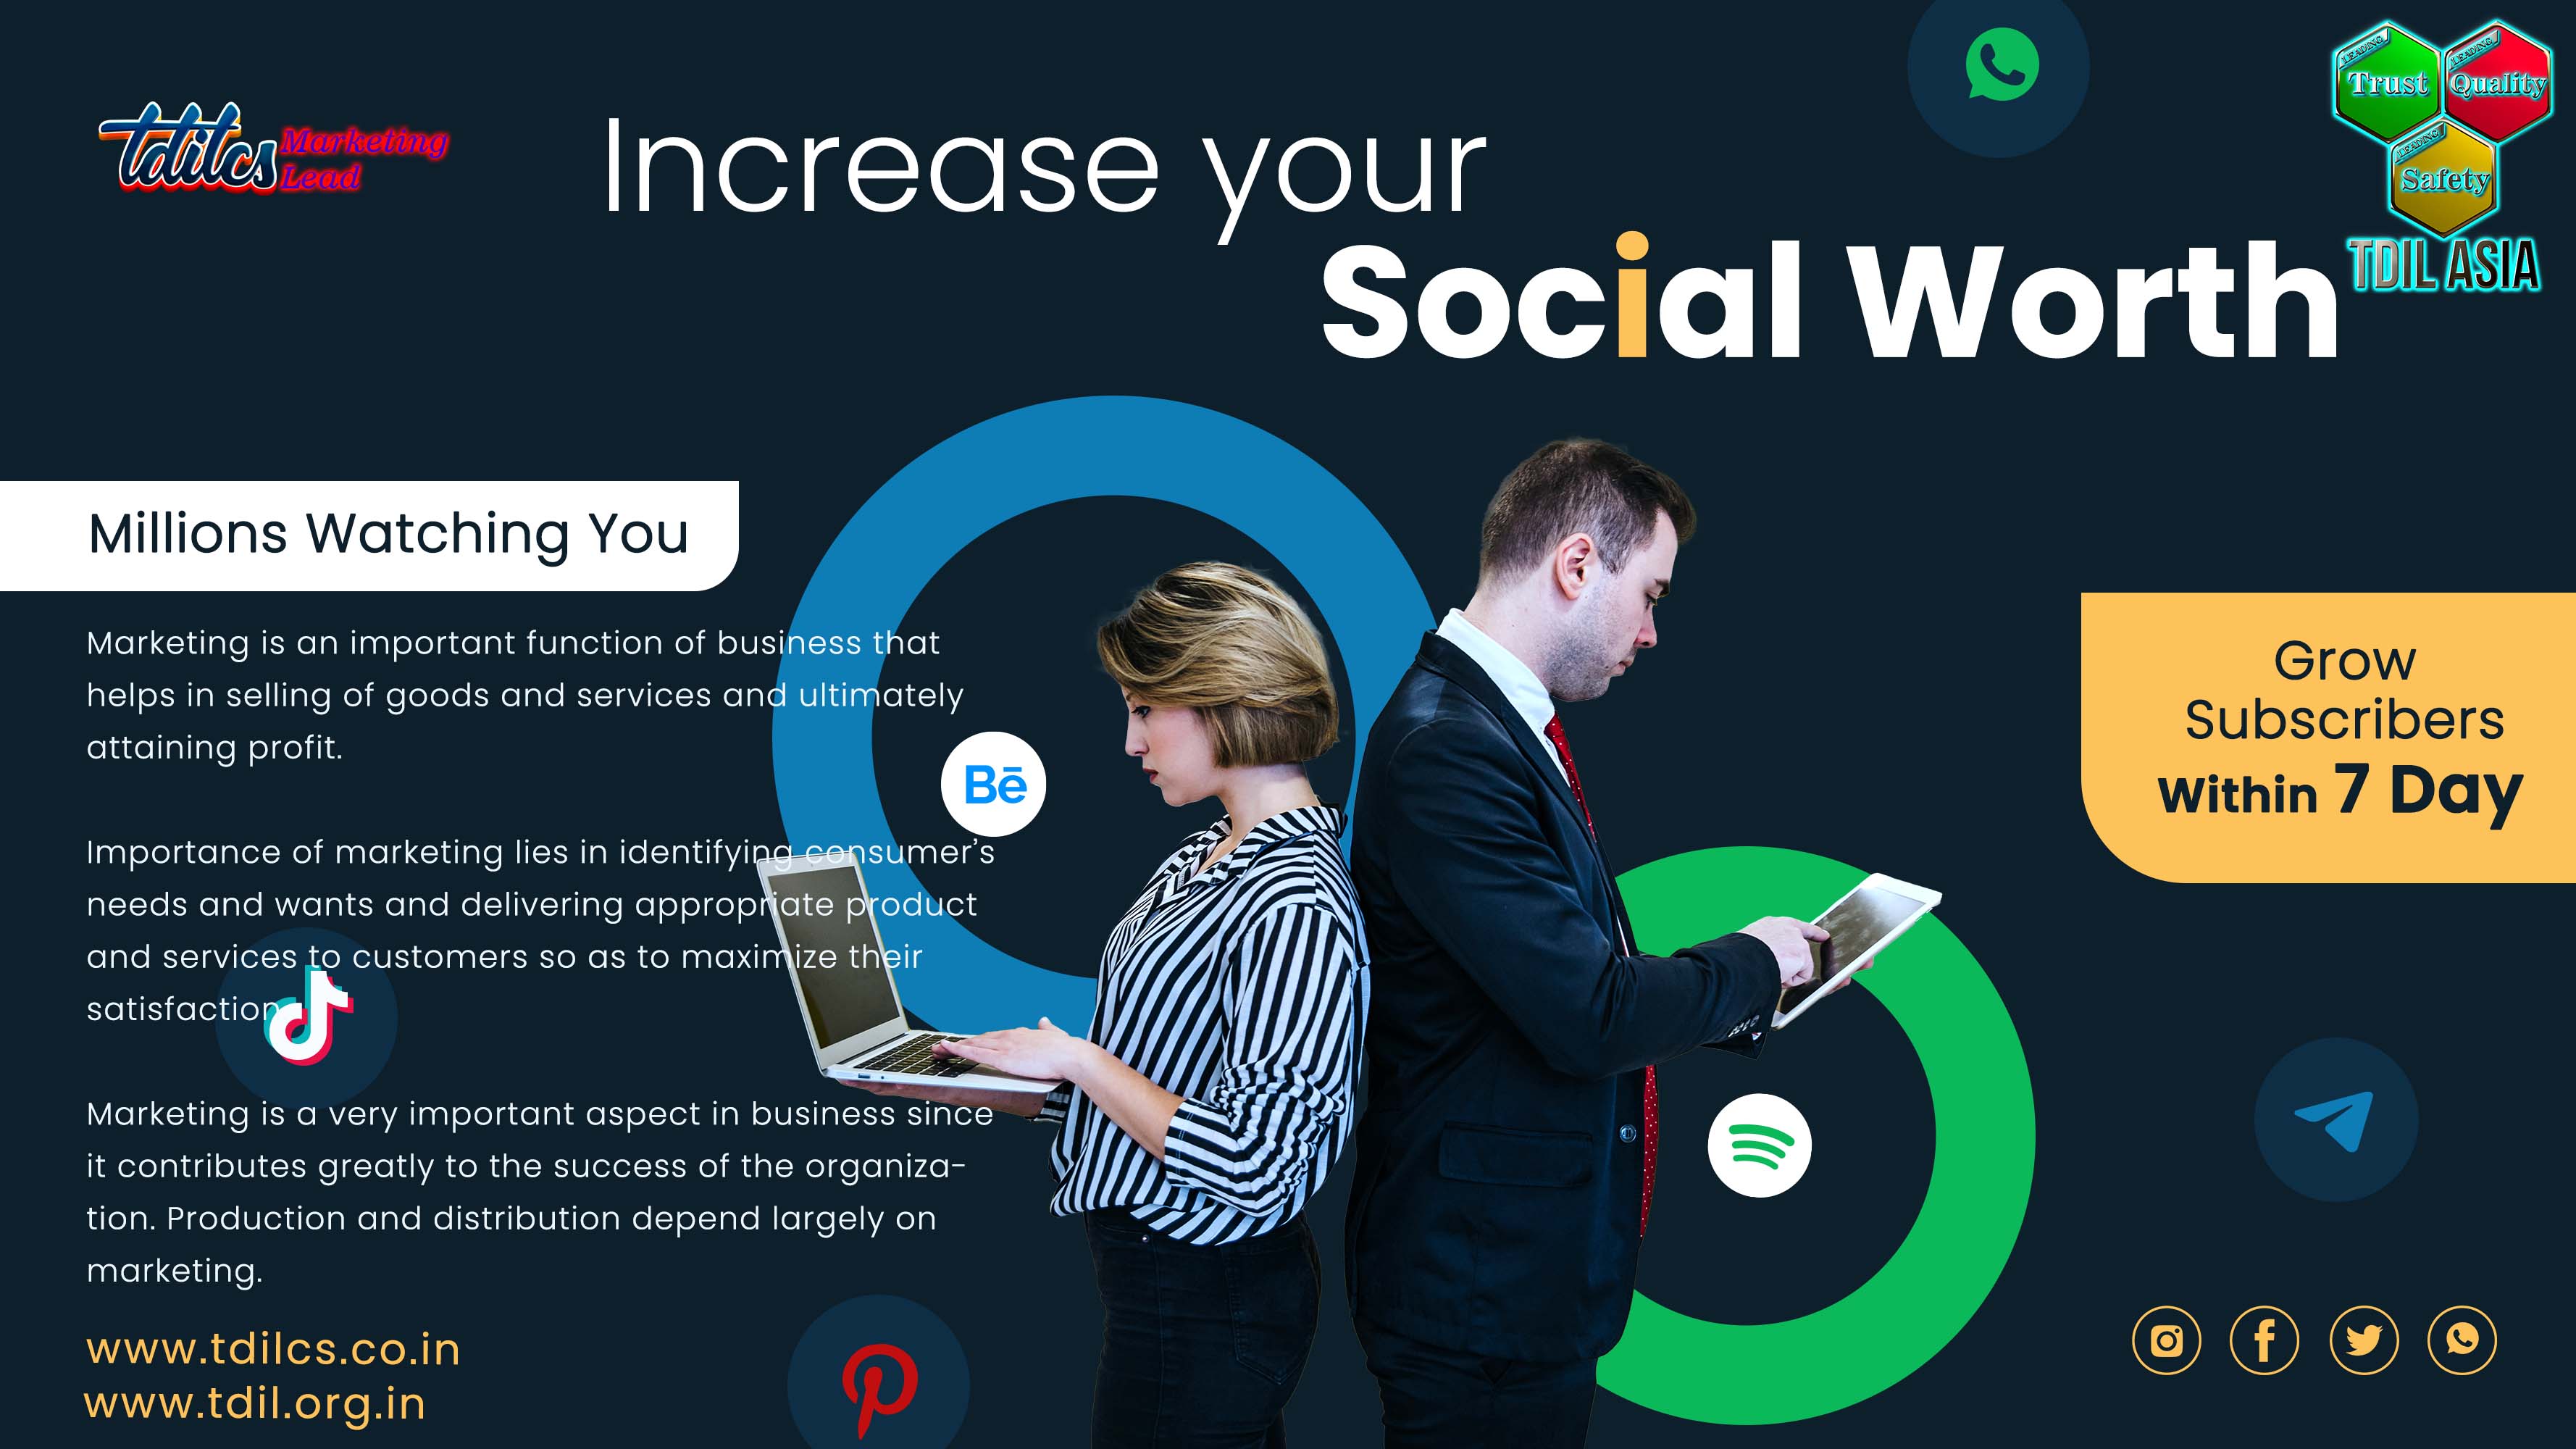 tdilcs Marketing
Lead
Increase your
Social Worth
LEADING
Trust
LEADING
Quality
LEADING
Safety
TDIL ASIA
Millions Watching You
Marketing is an important function of business that
helps in selling of goods and services and ultimately
attaining profit.
Importance of marketing lies in identifying consumer's
needs and wants and delivering appropriate product
and services to customers so as to maximize their
satisfaction
Marketing is a very important aspect in business since
it contributes greatly to the success of the organiza-
tion. Production and distribution depend largely on
marketing.
www.tdilcs.co.in
www.tdil.org.in
Bē
Grow
Subscribers
Within 7 Day